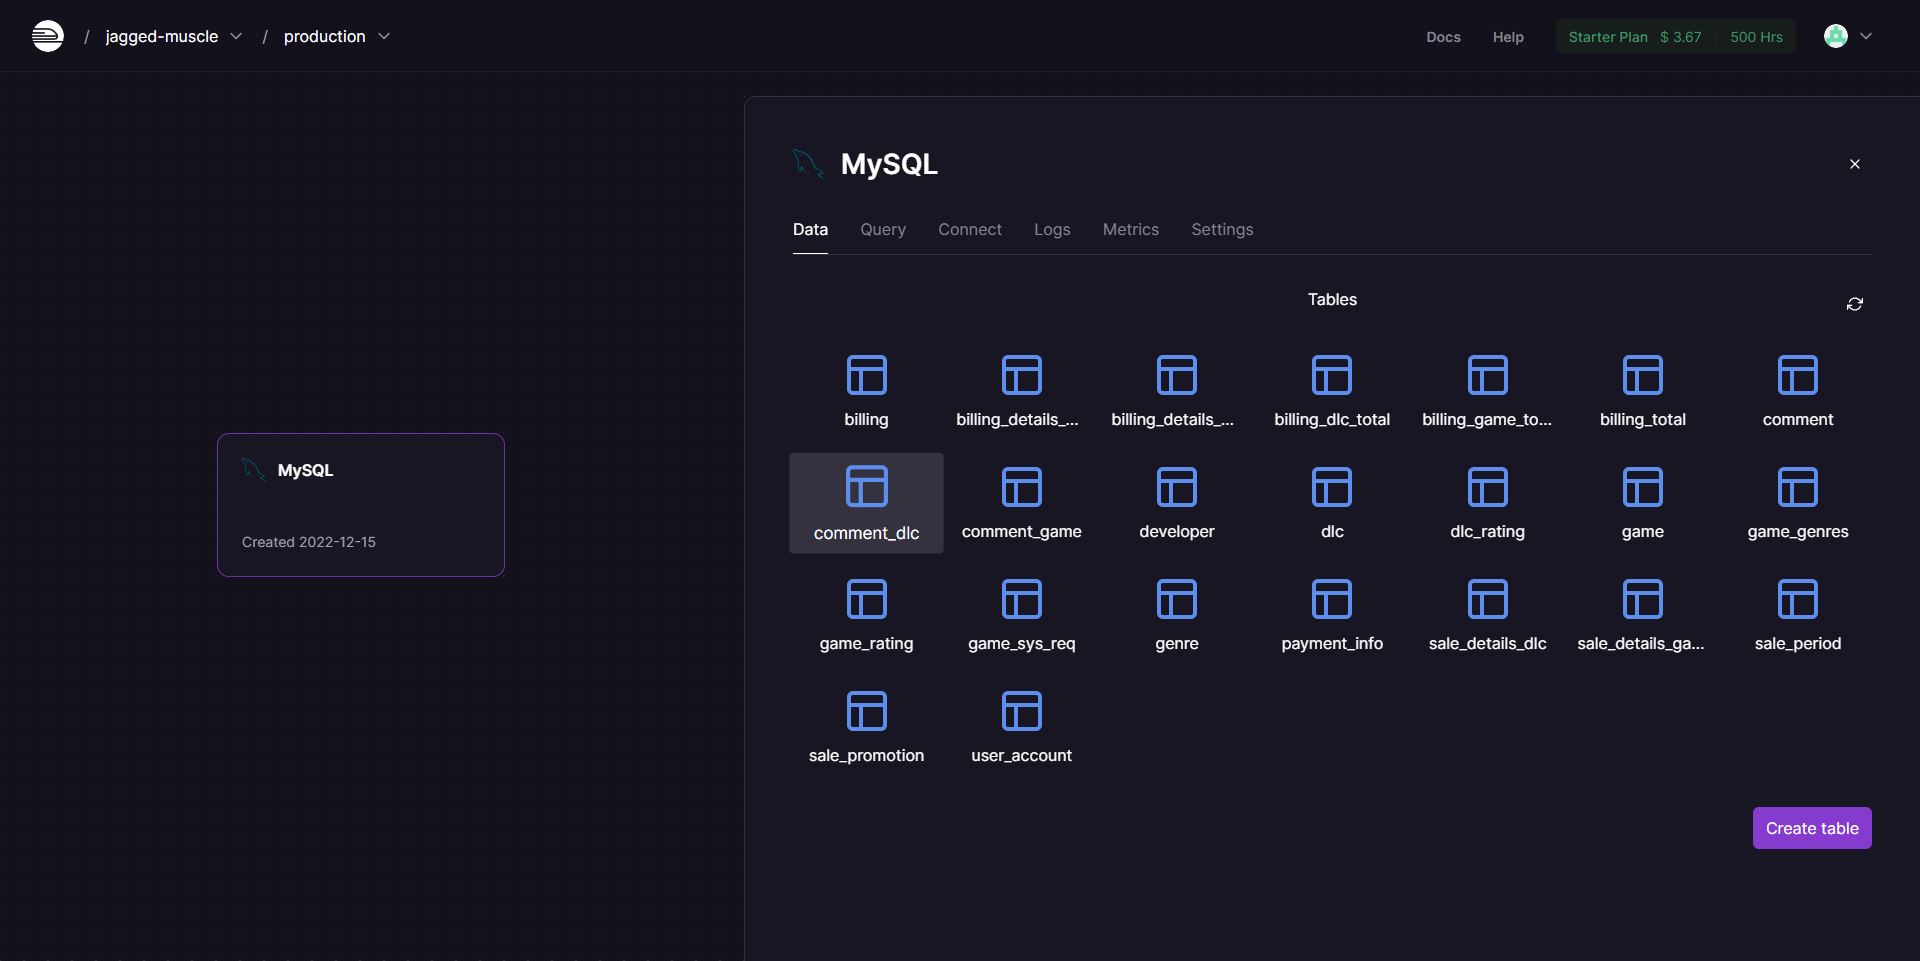 / jagged-muscle / production Docs Help Starter Plan $ 3.67 500 Hrs
MySQL
Data Query Connect Logs Metrics Settings
Tables
billing billing_details_... billing_details_... billing_dlc_total billing_game_to... billing_total comment
comment_dlc comment_game developer dlc dlc_rating game game_genres
game_rating game_sys_req genre payment_info sale_details_dlc sale_details_ga... sale_period
sale_promotion user_account
Create table
MySQL
Created 2022-12-15